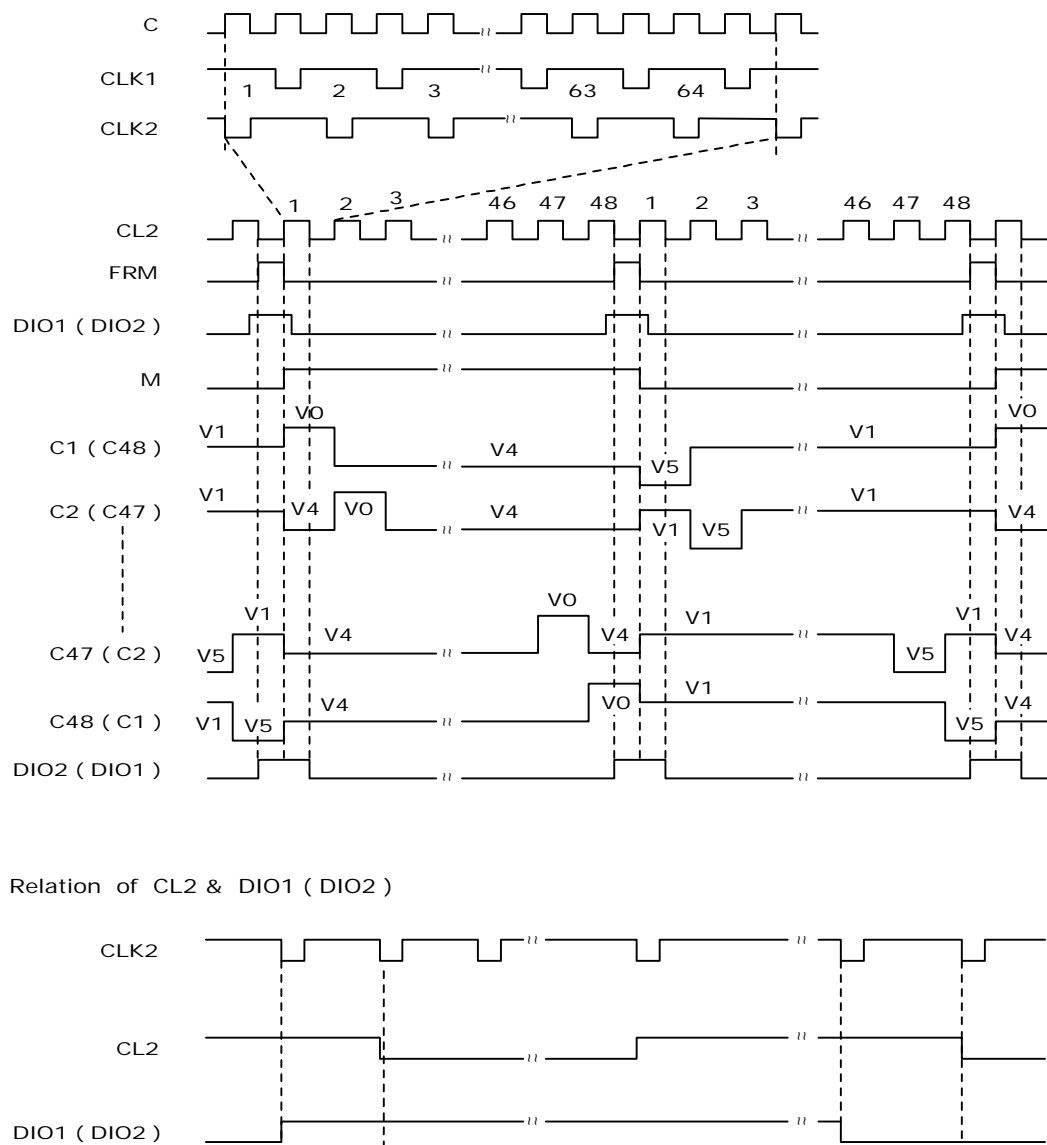 C
CLK1
1 2 3 63 64
CLK2
1 2 3 46 47 48 1 2 3 46 47 48
CL2
FRM
DIO1 ( DIO2 )
M
V1 V0 V4 V5 V1 V0
C1 ( C48 )
V1 V4 V0 V4 V1 V5 V1 V4
C2 ( C47 )
V5 V1 V4 V0 V4 V1 V5 V1 V4
C47 ( C2 )
V1 V5 V4 V0 V1 V5 V4
C48 ( C1 )
DIO2 ( DIO1 )
Relation of CL2 & DIO1 ( DIO2 )
CLK2
CL2
DIO1 ( DIO2 )